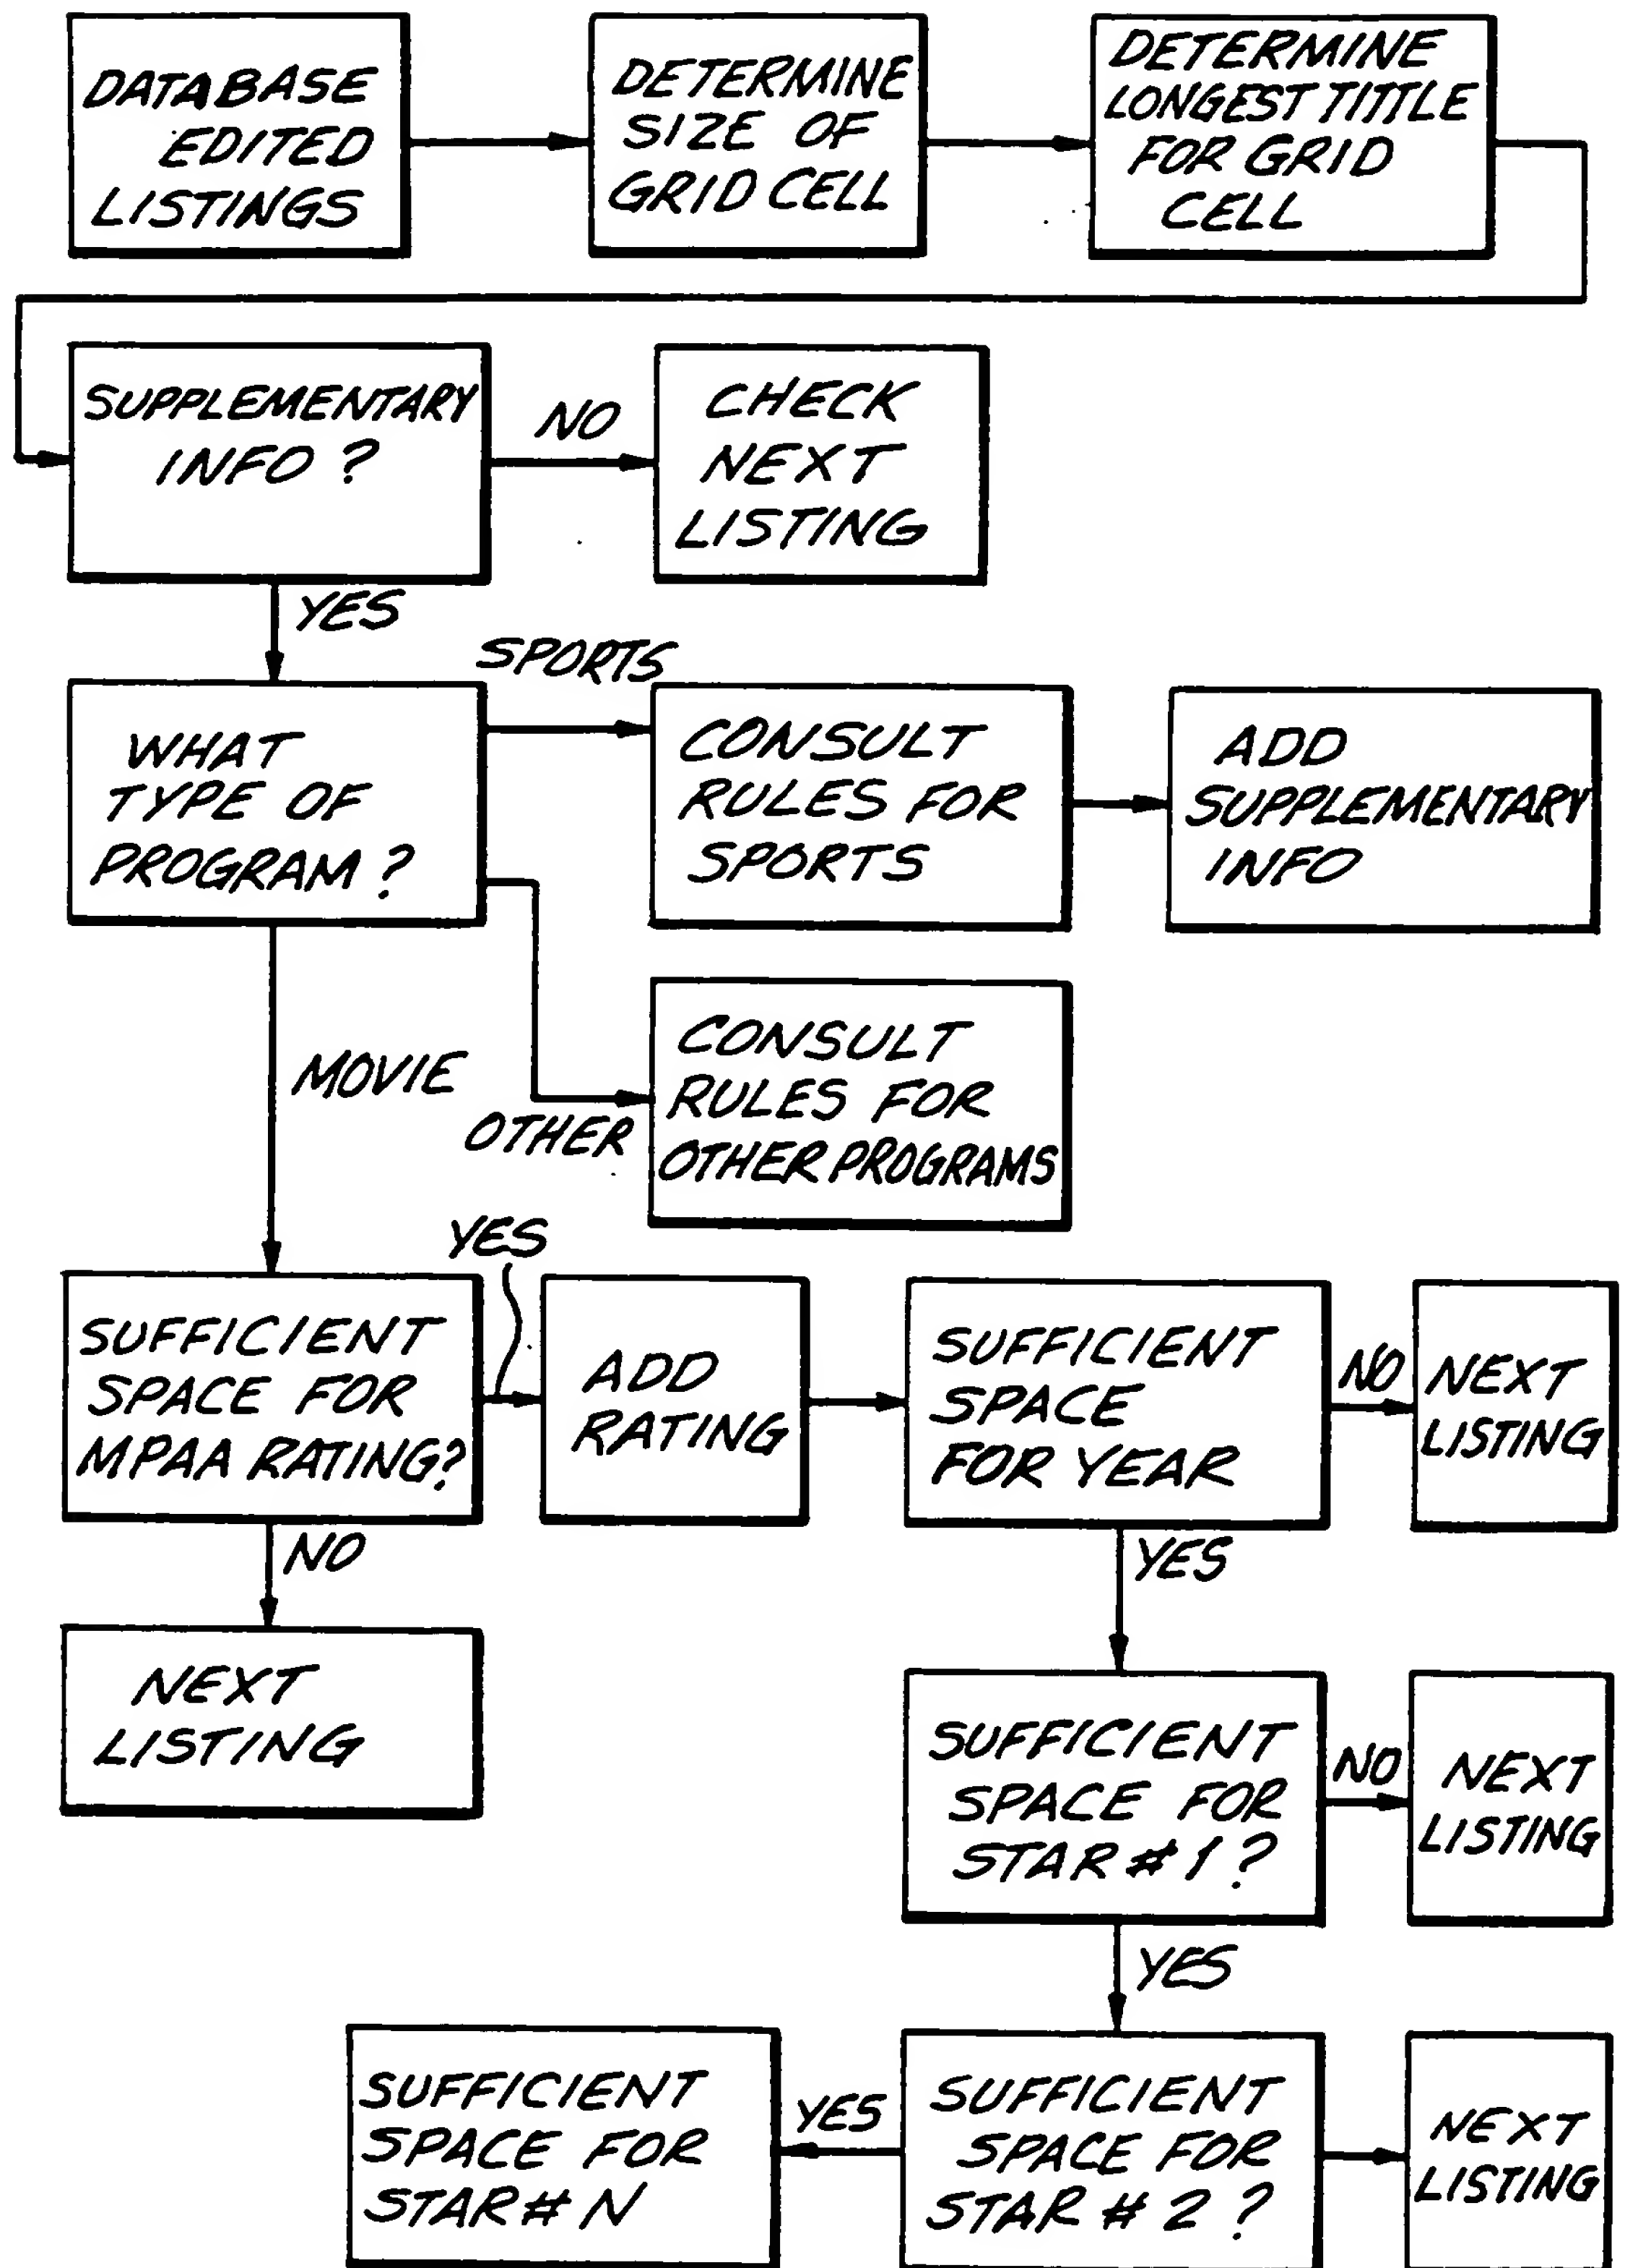 DATABASE
EDITED
LISTINGS
DETERMINE
SIZE OF
GRID CELL
DETERMINE
LONGEST TITTLE
FOR GRID
CELL
SUPPLEMENTARY
INFO?
NO
CHECK
NEXT
LISTING
YES
WHAT
TYPE OF
PROGRAM?
SPORTS
CONSULT
RULES FOR
SPORTS
ADD
SUPPLEMENTARY
INFO
OTHER
CONSULT
RULES FOR
OTHER PROGRAMS
MOVIE
SUFFICIENT
SPACE FOR
MPAA RATING?
YES
ADD
RATING
SUFFICIENT
SPACE
FOR YEAR
NO
NEXT
LISTING
NO
NEXT
LISTING
YES
SUFFICIENT
SPACE FOR
STAR # 1?
NO
NEXT
LISTING
YES
SUFFICIENT
SPACE FOR
STAR # 2?
NEXT
LISTING
YES
SUFFICIENT
SPACE FOR
STAR # N